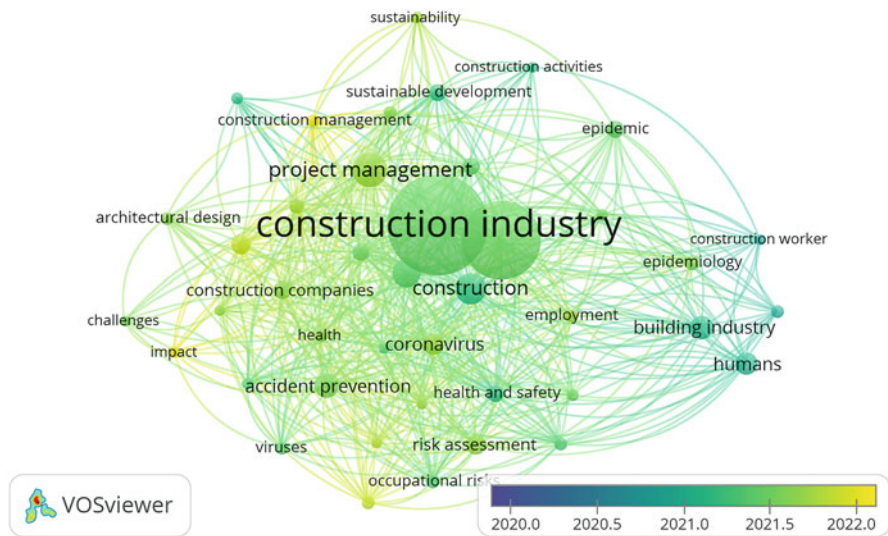 sustainability
construction activities
sustainable development
construction management
epidemic
project management
architectural design
construction industry
construction worker
epidemiology
construction companies
construction
challenges
employment
building industry
health
coronavirus
impact
humans
accident prevention
health and safety
viruses
risk assessment
occupational risks
VOSviewer
2020.0 2020.5 2021.0 2021.5 2022.0